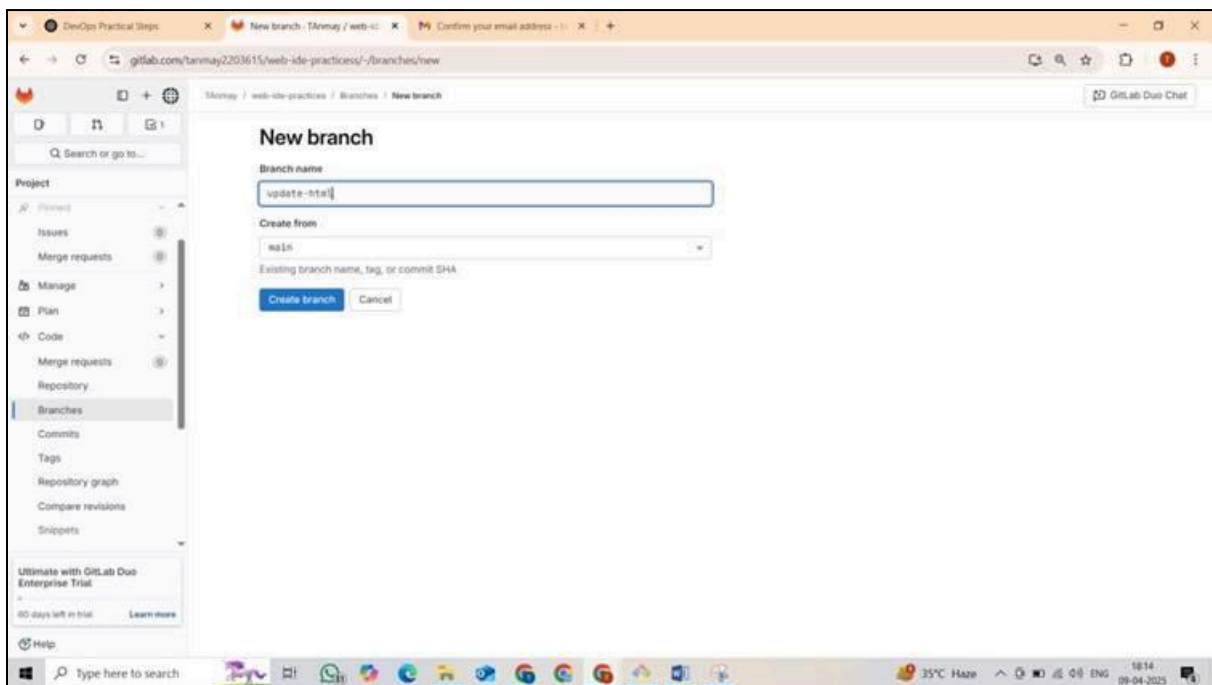 DevOps Practical Steps
New branch · TAnmay / web-id
Confirm your email address -
gitlab.com/tanmay2203615/web-ide-practicess/-/branches/new
TAnmay / web-ide-practices / Branches / New branch
GitLab Duo Chat
1
Search or go to...
Project
Pinned
Issues 0
Merge requests 0
Manage
Plan
Code
Merge requests 0
Repository
Branches
Commits
Tags
Repository graph
Compare revisions
Snippets
Ultimate with GitLab Duo
Enterprise Trial
60 days left in trial Learn more
Help
New branch
Branch name
update-html
Create from
main
Existing branch name, tag, or commit SHA
Create branch Cancel
Type here to search
35°C Haze
ENG
18:14
09-04-2025